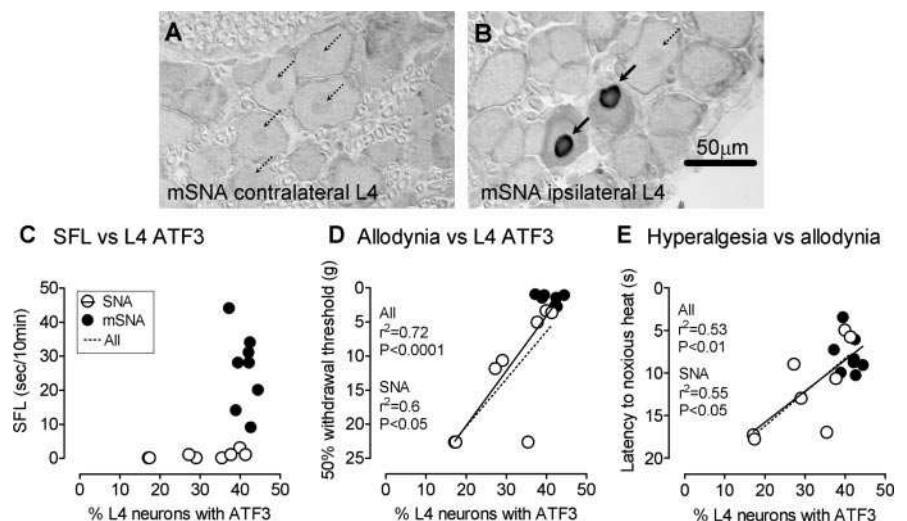 A
mSNA contralateral L4
B
50μm
mSNA ipsilateral L4
C SFL vs L4 ATF3
SFL (sec/10min)
50
40
30
20
10
0
SNA
mSNA
All
0 10 20 30 40 50
% L4 neurons with ATF3
D Allodynia vs L4 ATF3
50% withdrawal threshold (g)
0
5
10
15
20
25
All
r²=0.72
P<0.0001
SNA
r²=0.6
P<0.05
0 10 20 30 40 50
% L4 neurons with ATF3
E Hyperalgesia vs allodynia
Latency to noxious heat (s)
0
5
10
15
20
All
r²=0.53
P<0.01
SNA
r²=0.55
P<0.05
0 10 20 30 40 50
% L4 neurons with ATF3